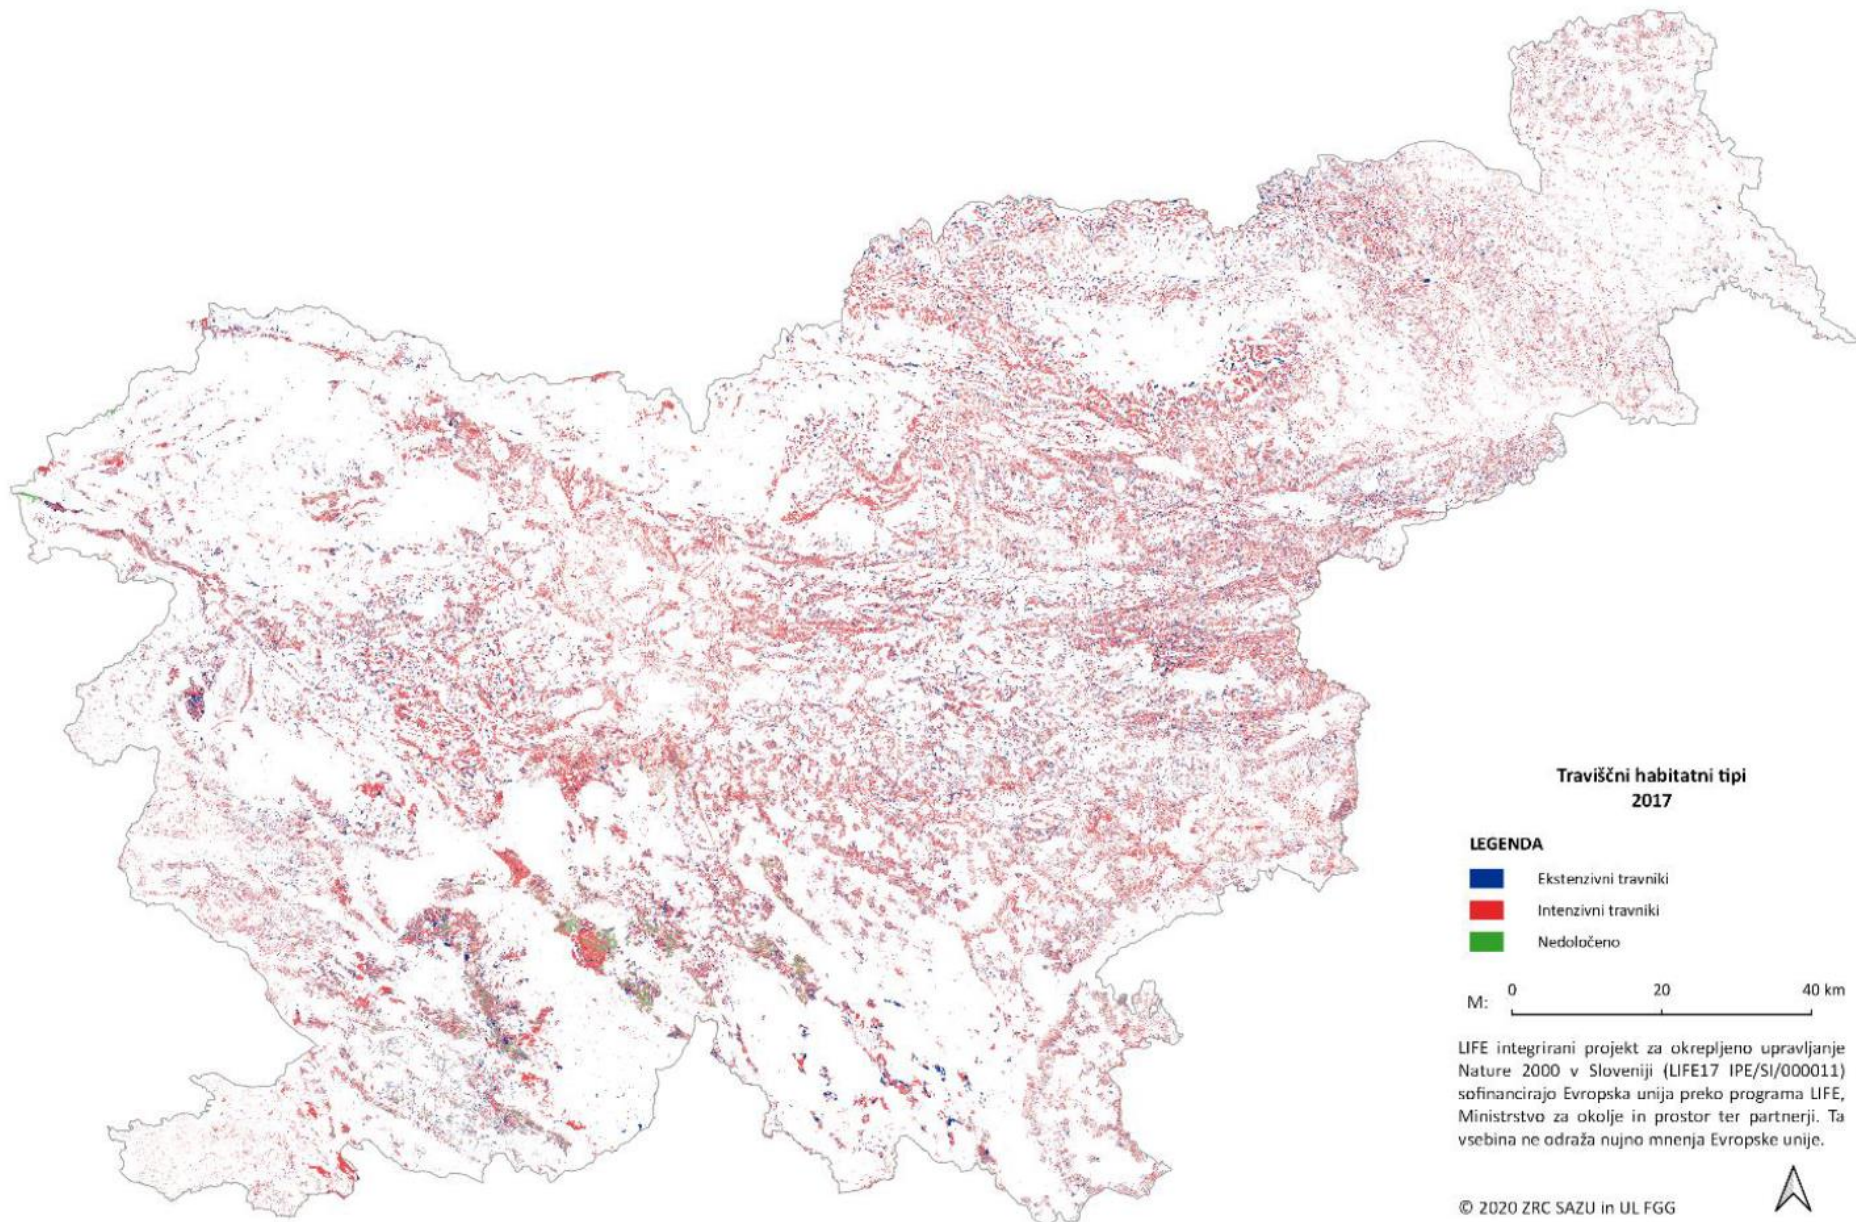 Traviščni habitatni tipi
2017
LEGENDA
Ekstenzivni travniki
Intenzivni travniki
Nedoločeno
M: 0 20 40 km
LIFE integrirani projekt za okrepljeno upravljanje
Nature 2000 v Sloveniji (LIFE17 IPE/SI/000011)
sofinancirajo Evropska unija preko programa LIFE,
Ministrstvo za okolje in prostor ter partnerji. Ta
vsebina ne odraža nujno mnenja Evropske unije.
© 2020 ZRC SAZU in UL FGG